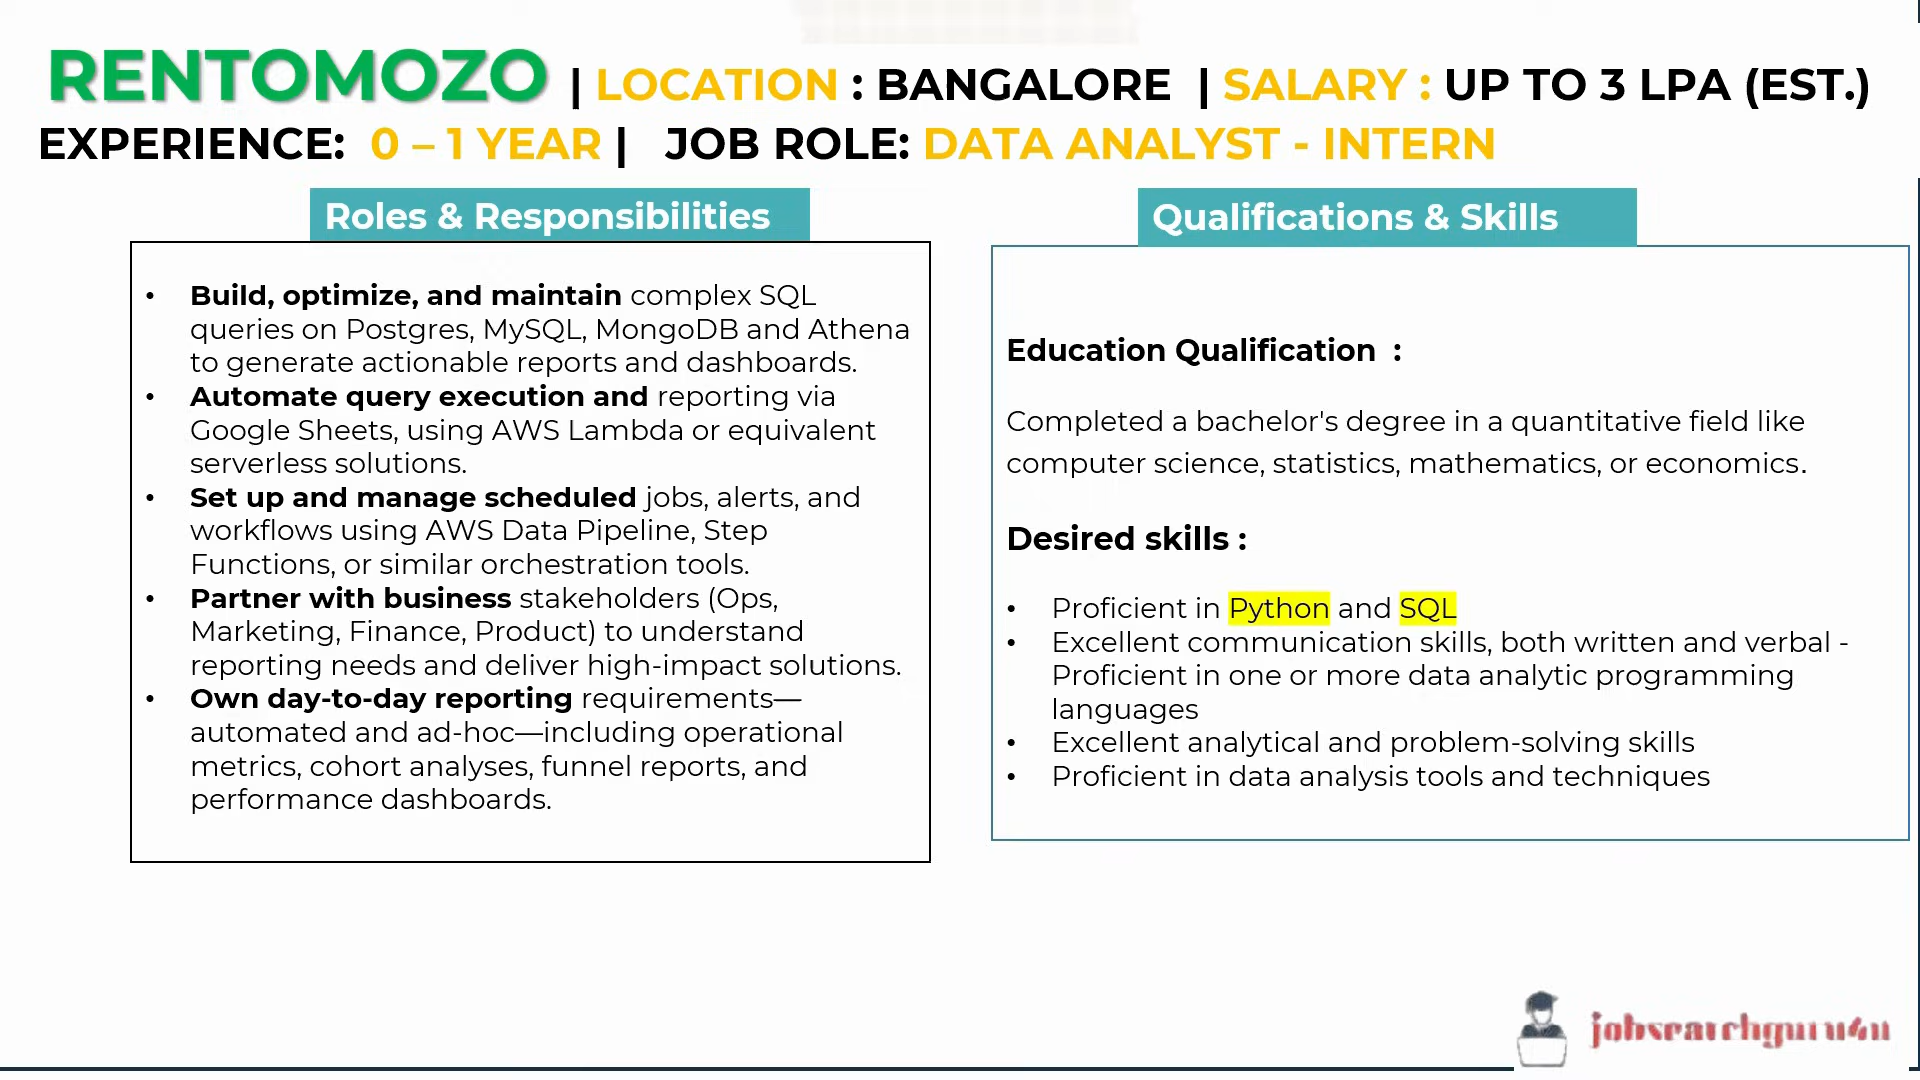 RENTOMOZO | LOCATION : BANGALORE | SALARY : UP TO 3 LPA (EST.)
EXPERIENCE: 0 – 1 YEAR | JOB ROLE: DATA ANALYST - INTERN
Roles & Responsibilities
• Build, optimize, and maintain complex SQL
queries on Postgres, MySQL, MongoDB and Athena
to generate actionable reports and dashboards.
• Automate query execution and reporting via
Google Sheets, using AWS Lambda or equivalent
serverless solutions.
• Set up and manage scheduled jobs, alerts, and
workflows using AWS Data Pipeline, Step
Functions, or similar orchestration tools.
• Partner with business stakeholders (Ops,
Marketing, Finance, Product) to understand
reporting needs and deliver high-impact solutions.
• Own day-to-day reporting requirements—
automated and ad-hoc—including operational
metrics, cohort analyses, funnel reports, and
performance dashboards.
Qualifications & Skills
Education Qualification :
Completed a bachelor's degree in a quantitative field like
computer science, statistics, mathematics, or economics.
Desired skills :
• Proficient in Python and SQL
• Excellent communication skills, both written and verbal -
Proficient in one or more data analytic programming
languages
• Excellent analytical and problem-solving skills
• Proficient in data analysis tools and techniques
jobsearchguru4u